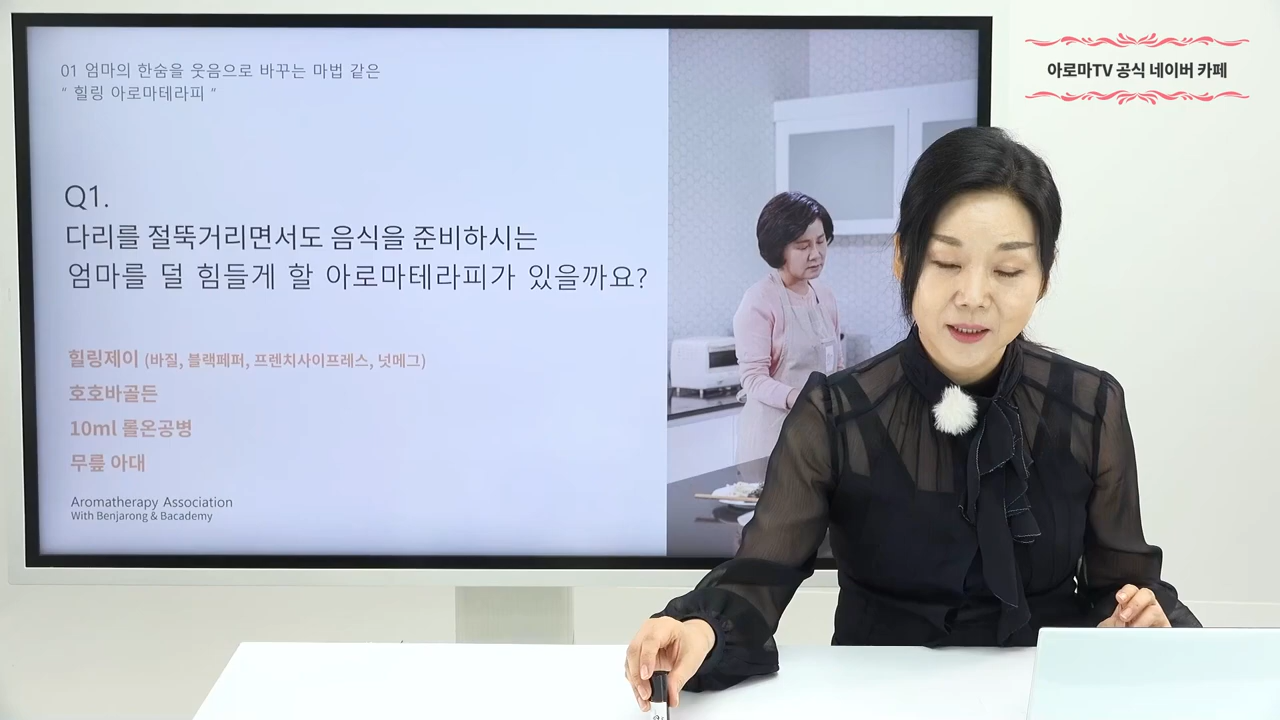 01 엄마의 한숨을 웃음으로 바꾸는 마법 같은
“ 힐링 아로마테라피 ”
아로마TV 공식 네이버 카페
Q1.
다리를 절뚝거리면서도 음식을 준비하시는
엄마를 덜 힘들게 할 아로마테라피가 있을까요?
힐링제이 (바질, 블랙페퍼, 프렌치사이프레스, 넛메그)
호호바골든
10ml 롤온공병
무릎 아대
Aromatherapy Association
With Benjarong & Bacademy